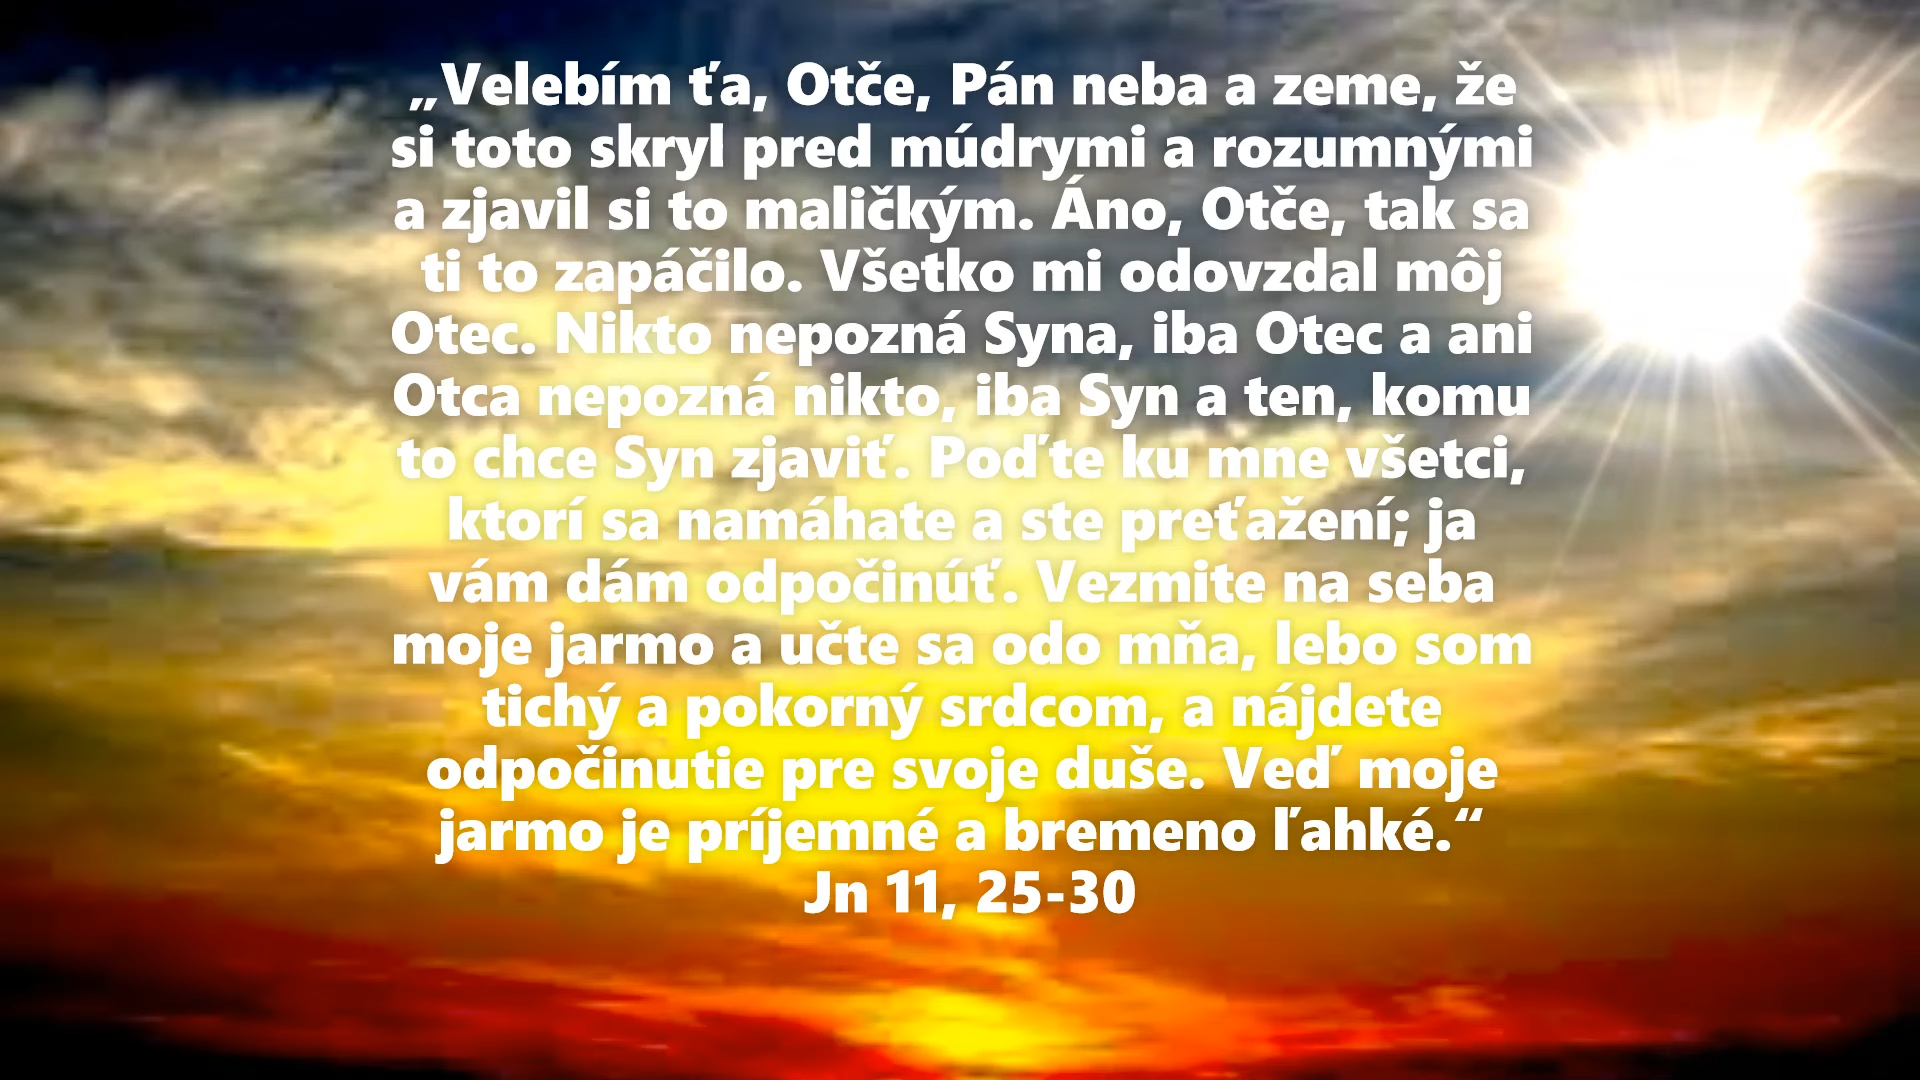 „Velebím ťa, Otče, Pán neba a zeme, že
si toto skryl pred múdrymi a rozumnými
a zjavil si to maličkým. Áno, Otče, tak sa
ti to zapáčilo. Všetko mi odovzdal môj
Otec. Nikto nepozná Syna, iba Otec a ani
Otca nepozná nikto, iba Syn a ten, komu
to chce Syn zjaviť. Poďte ku mne všetci,
ktorí sa namáhate a ste preťažení; ja
vám dám odpočinúť. Vezmite na seba
moje jarmo a učte sa odo mňa, lebo som
tichý a pokorný srdcom, a nájdete
odpočinutie pre svoje duše. Veď moje
jarmo je príjemné a bremeno ľahké.“
Jn 11, 25-30